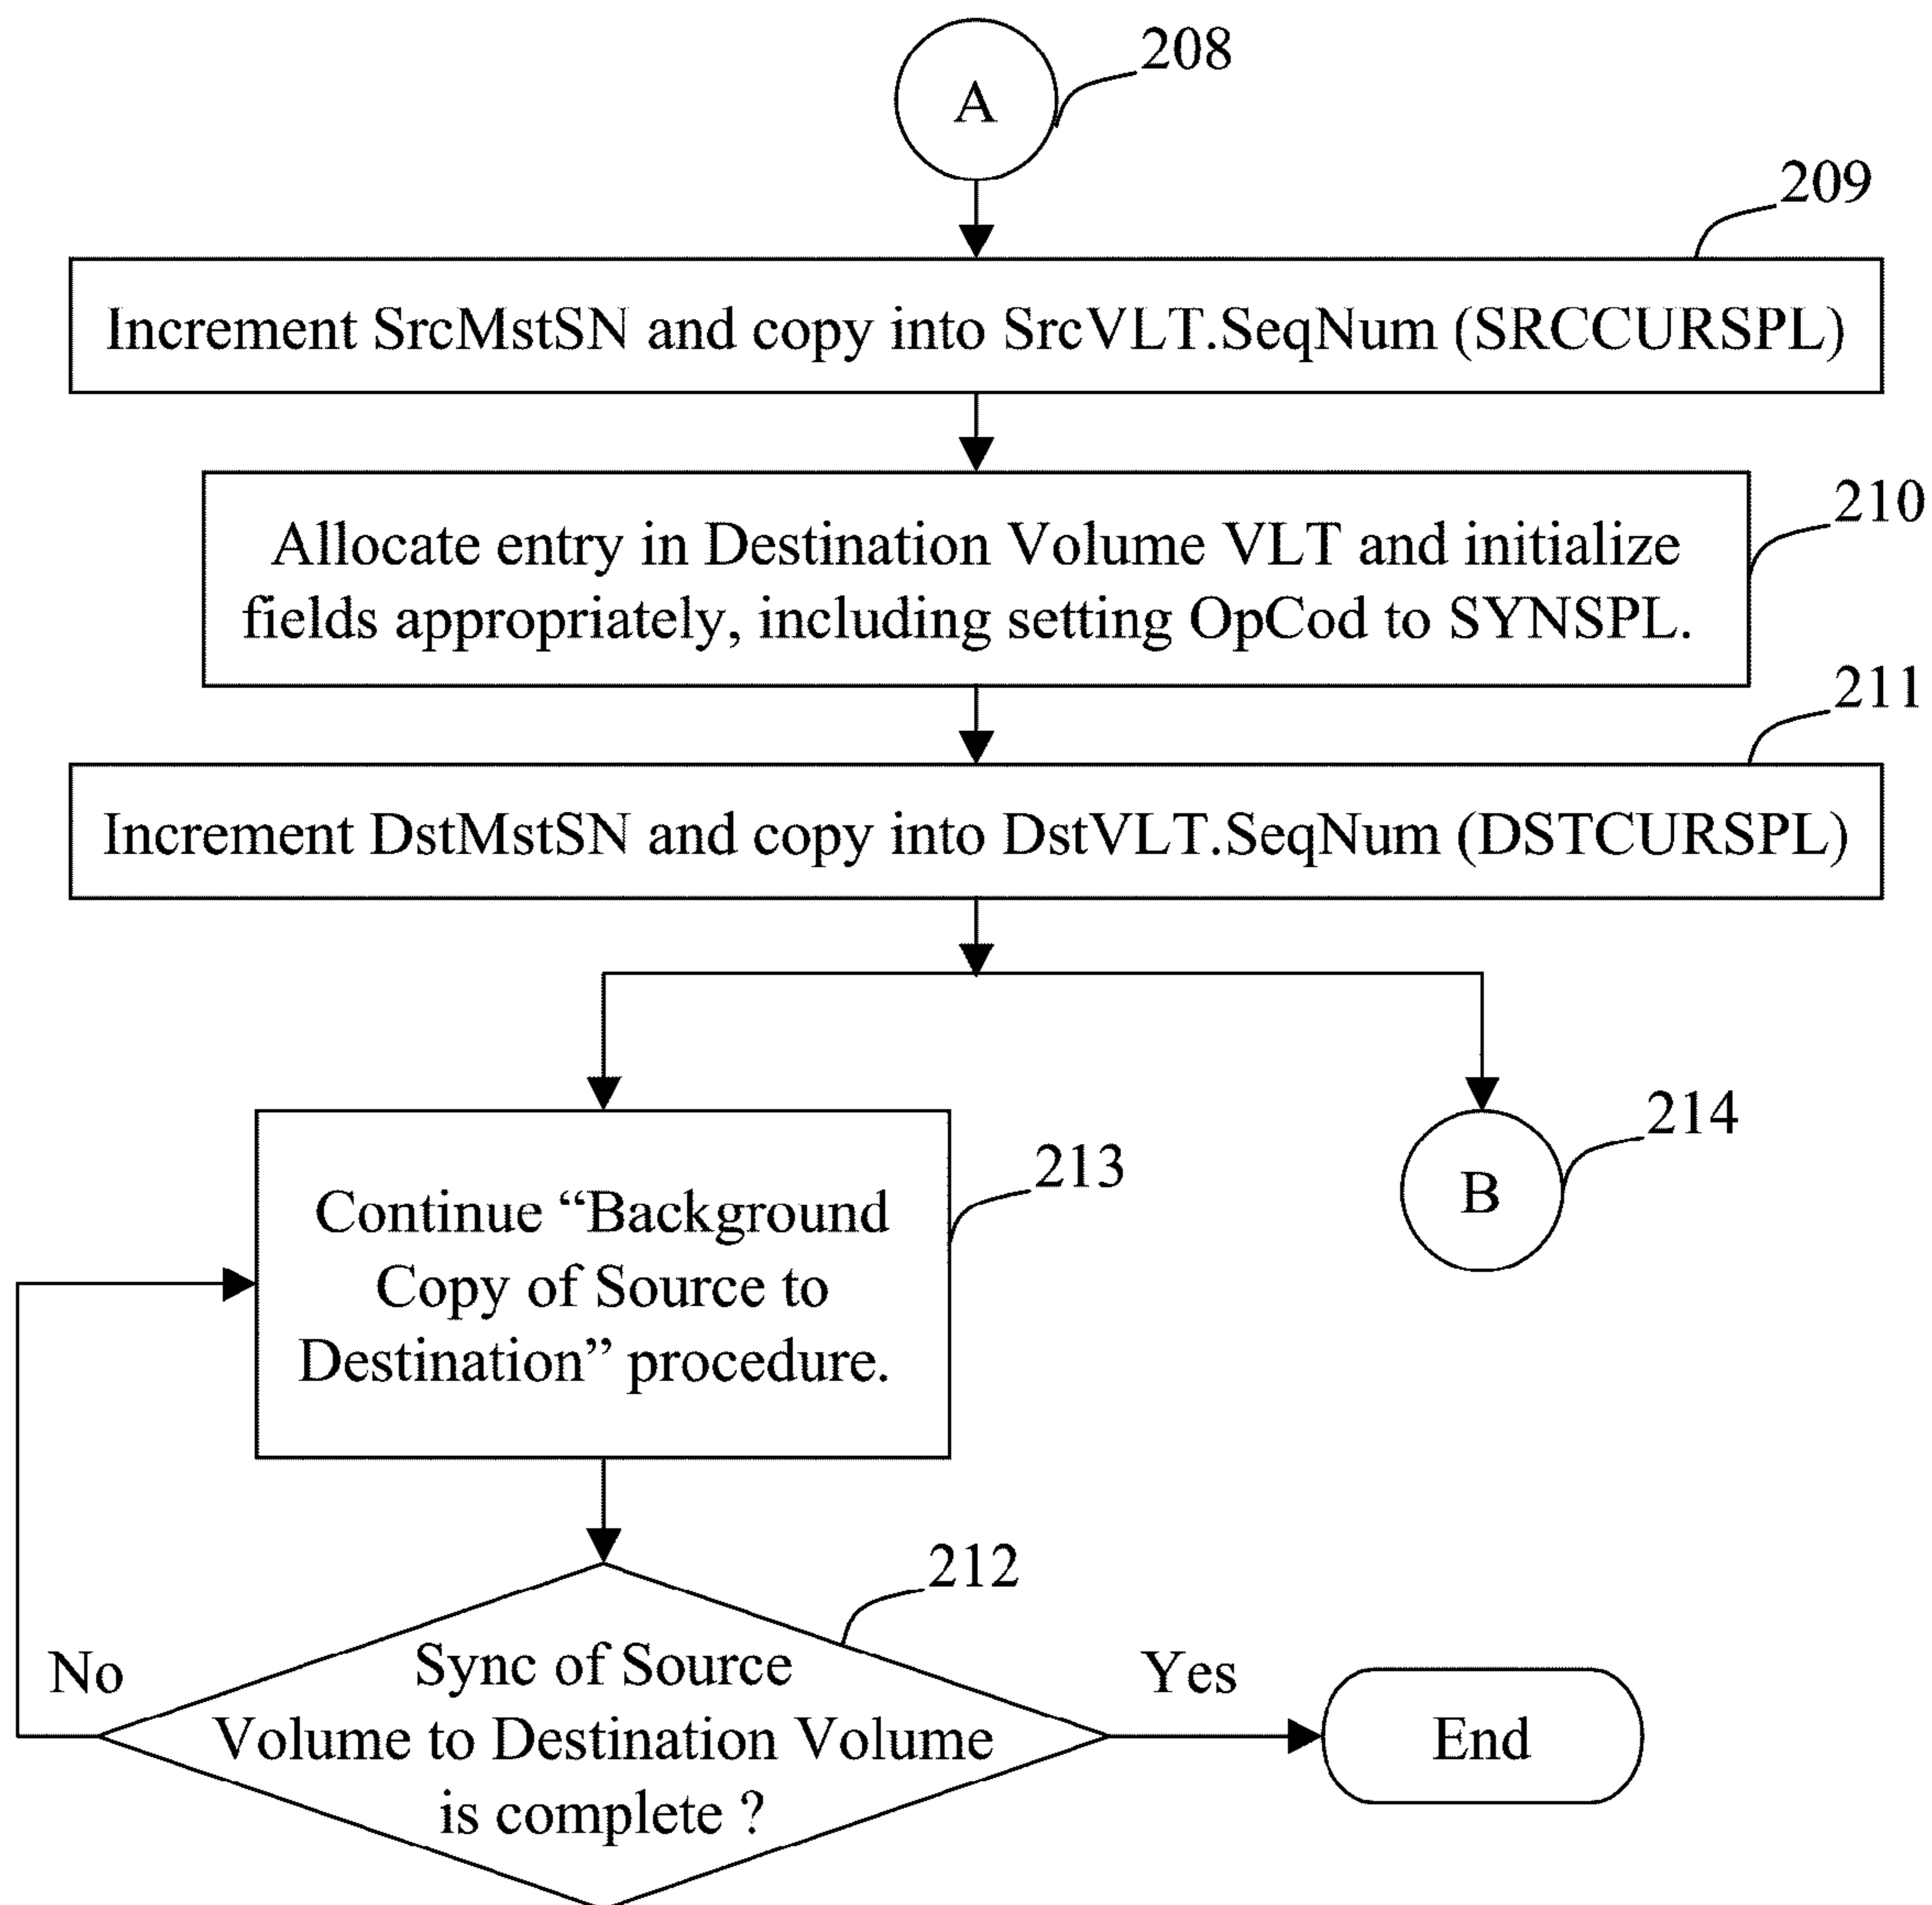 A
208
209
Increment SrcMstSN and copy into SrcVLT.SeqNum (SRCCURSPL)
210
Allocate entry in Destination Volume VLT and initialize
fields appropriately, including setting OpCod to SYNSPL.
211
Increment DstMstSN and copy into DstVLT.SeqNum (DSTCURSPL)
213
Continue “Background
Copy of Source to
Destination” procedure.
214
B
212
Sync of Source
Volume to Destination Volume
is complete ?
No
Yes
End